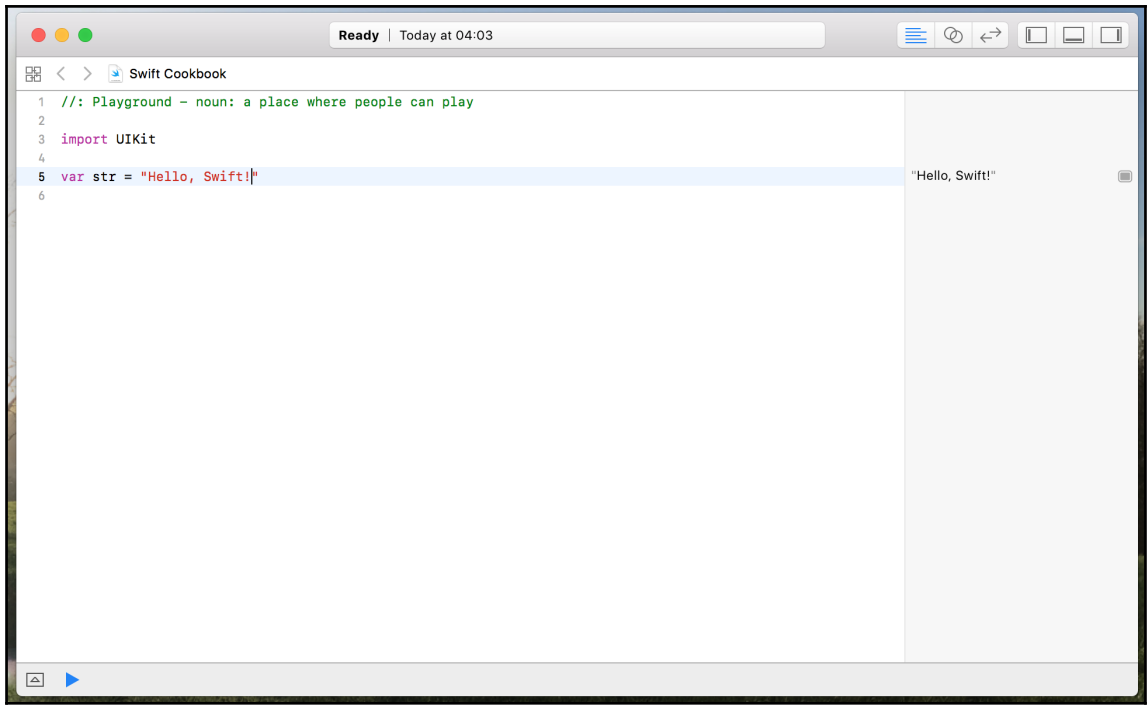 Ready | Today at 04:03
Swift Cookbook
1 //: Playground – noun: a place where people can play
2
3 import UIKit
4
5 var str = "Hello, Swift!" "Hello, Swift!"
6